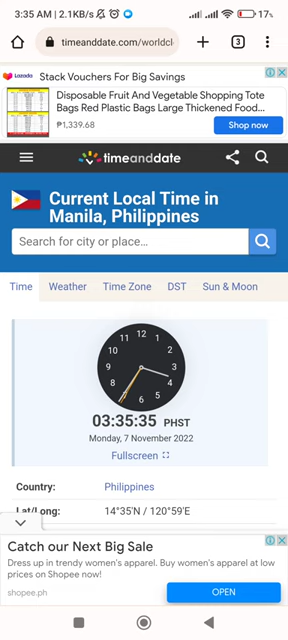 3:35 AM | 2.1KB/s
17%
timeanddate.com/worldcl
3
Lazada
Stack Vouchers For Big Savings
Disposable Fruit And Vegetable Shopping Tote
Bags Red Plastic Bags Large Thickened Food...
₱1,339.68
Shop now
timeanddate
Current Local Time in
Manila, Philippines
Search for city or place...
Time
Weather
Time Zone
DST
Sun & Moon
12
1
2
3
4
5
6
8
9
10
11
03:35:35 PHST
Monday, 7 November 2022
Fullscreen
Country:
Philippines
Lat/Long:
14°35'N / 120°59'E
Catch our Next Big Sale
Dress up in trendy women's apparel. Buy women's apparel at low
prices on Shopee now!
shopee.ph
OPEN